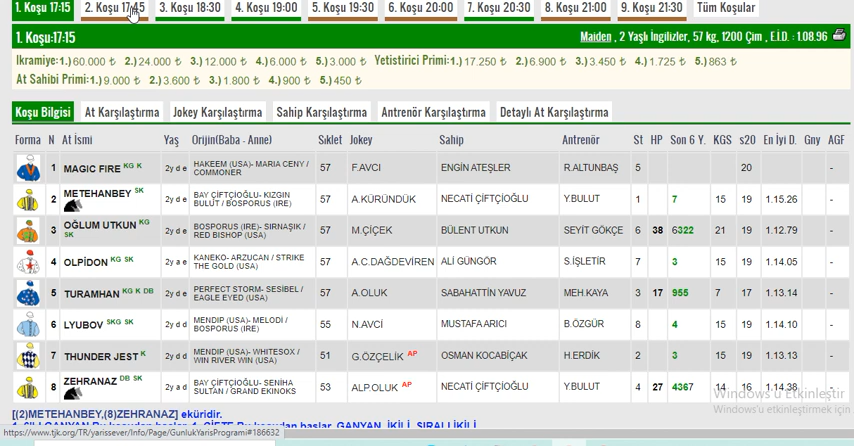 1. Koşu 17:15 2. Koşu 17:45 3. Koşu 18:30 4. Koşu 19:00 5. Koşu 19:30 6. Koşu 20:00 7. Koşu 20:30 8. Koşu 21:00 9. Koşu 21:30 Tüm Koşular
1. Koşu:17:15 Maiden , 2 Yaşlı İngilizler, 57 kg, 1200 Çim , E.İ.D. : 1.08.96
Ikramiye:1.) 60.000 ₺ 2.) 24.000 ₺ 3.) 12.000 ₺ 4.) 6.000 ₺ 5.) 3.000 ₺ Yetistirici Primi:1.) 17.250 ₺ 2.) 6.900 ₺ 3.) 3.450 ₺ 4.) 1.725 ₺ 5.) 863 ₺
At Sahibi Primi:1.) 9.000 ₺ 2.) 3.600 ₺ 3.) 1.800 ₺ 4.) 900 ₺ 5.) 450 ₺
Koşu Bilgisi At Karşılaştırma Jokey Karşılaştırma Sahip Karşılaştırma Antrenör Karşılaştırma Detaylı At Karşılaştırma
Forma N At İsmi Yaş Orijin(Baba - Anne) Sıklet Jokey Sahip Antrenör St HP Son 6 Y. KGS s20 En İyi D. Gny AGF
1 MAGIC FIRE KG K 2y d e HAKEEM (USA)- MARIA CENY / COMMONER 57 F.AVCI ENGİN ATEŞLER R.ALTUNBAŞ 5 20 -
2 METEHANBEY SK 2y d e BAY ÇİFTÇİOĞLU- KIZGIN BULUT / BOSPORUS (IRE) 57 A.KÜRÜNDÜK NECATİ ÇİFTÇİOĞLU Y.BULUT 1 7 15 19 1.15.26 -
3 OĞLUM UTKUN KG SK 2y d e BOSPORUS (IRE)- SIRNAŞIK / RED BISHOP (USA) 57 M.ÇİÇEK BÜLENT UTKUN SEYİT GÖKÇE 6 38 6322 21 19 1.12.79 -
4 OLPİDON KG SK 2y a e KANEKO- ARZUCAN / STRIKE THE GOLD (USA) 57 A.C.DAĞDEVİREN ALİ GÜNGÖR S.İŞLETİR 7 3 15 19 1.14.05 -
5 TURAMHAN KG K DB 2y d e PERFECT STORM- SESİBEL / EAGLE EYED (USA) 57 A.OLUK SABAHATTİN YAVUZ MEH.KAYA 3 17 955 7 17 1.13.14 -
6 LYUBOV SKG SK 2y d d MENDIP (USA)- MELODİ / BOSPORUS (IRE) 55 N.AVCİ MUSTAFA ARICI B.ÖZGÜR 8 4 15 19 1.14.10 -
7 THUNDER JEST K 2y d e MENDIP (USA)- WHITESOX / WIN RIVER WIN (USA) 51 G.ÖZÇELİK AP OSMAN KOCABIÇAK H.ERDİK 2 3 15 19 1.13.13 -
8 ZEHRANAZ DB SK 2y a d BAY ÇİFTÇİOĞLU- SENİHA SULTAN / GRAND EKINOKS 53 ALP.OLUK AP NECATİ ÇİFTÇİOĞLU Y.BULUT 4 27 4367 14 16 1.14.38 -
Windows'u Etkinleştir
[(2)METEHANBEY,(8)ZEHRANAZ] eküridir.
Windows'u etkinleştirmek için
https://www.tjk.org/TR/yarissever/Info/Page/GunlukYarisProgrami#186632